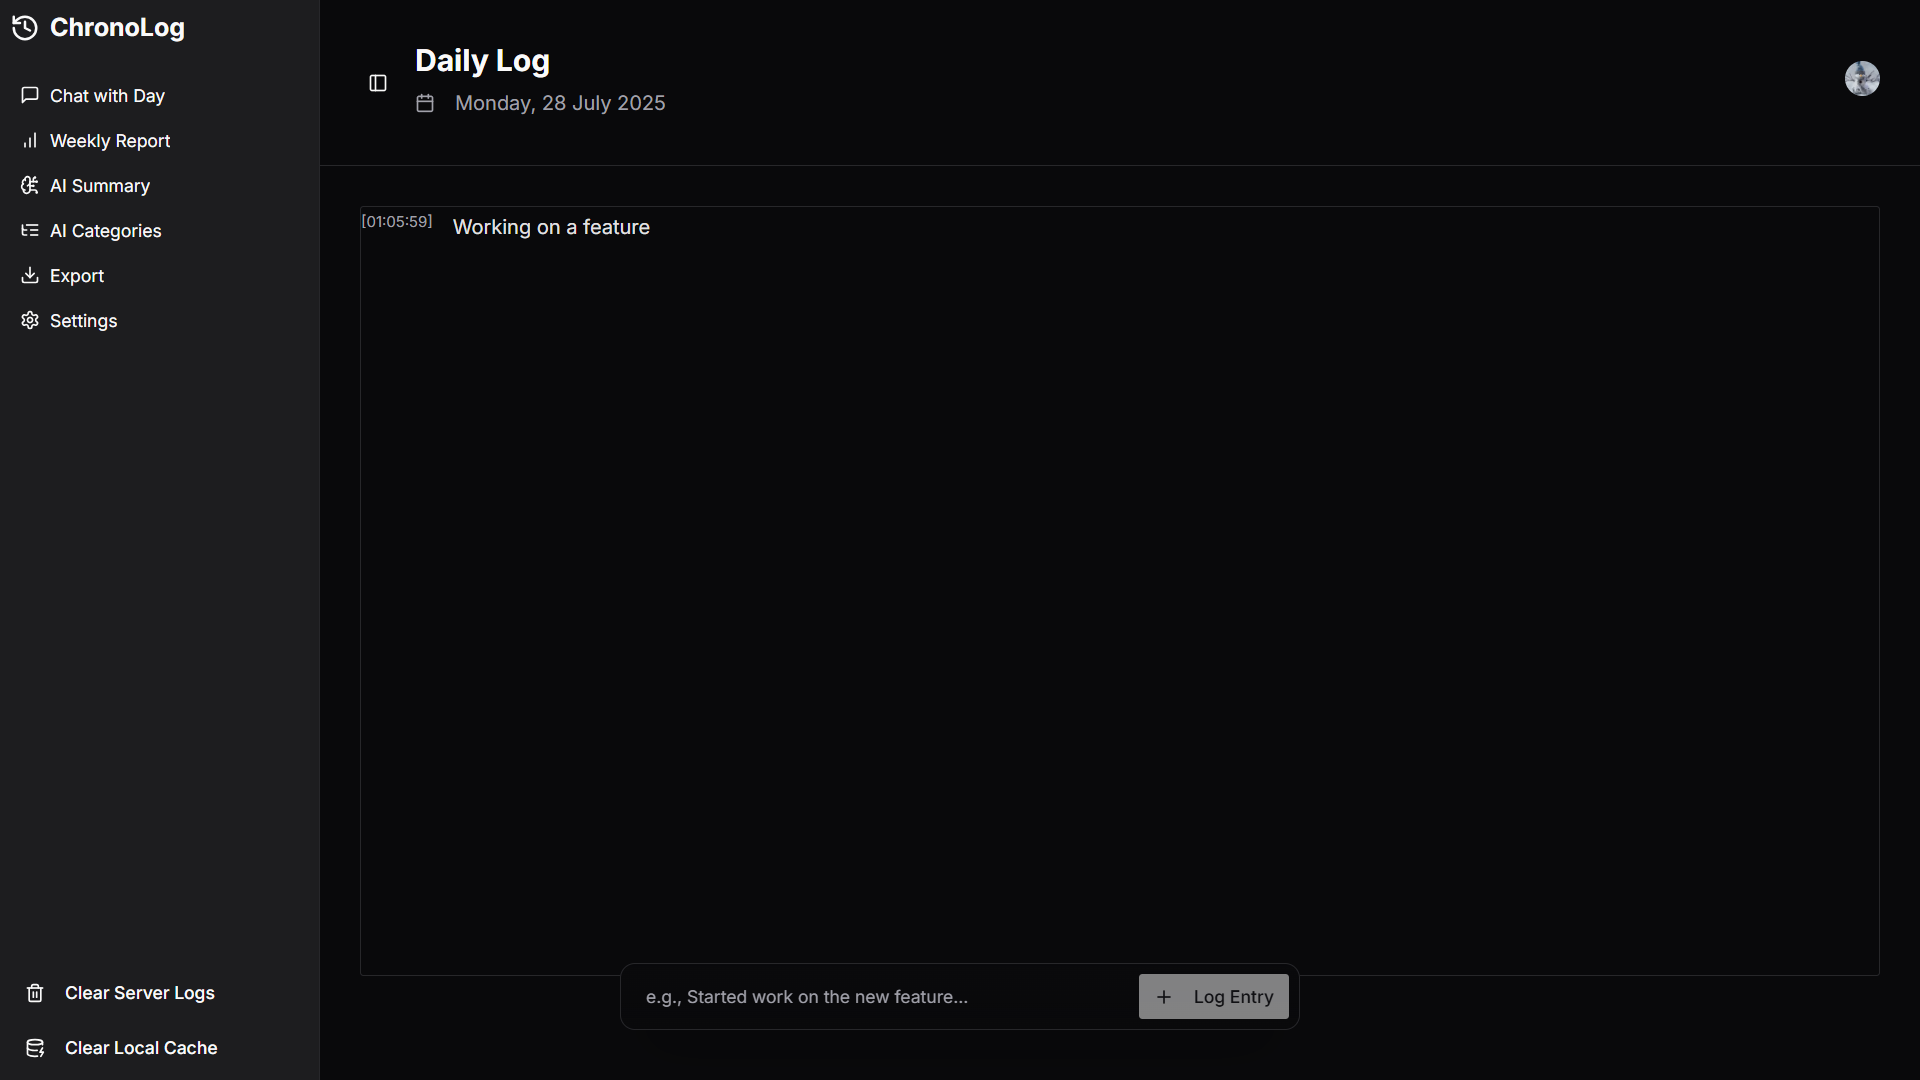 ChronoLog
Chat with Day
Weekly Report
AI Summary
AI Categories
Export
Settings
Clear Server Logs
Clear Local Cache
Daily Log
Monday, 28 July 2025
[01:05:59] Working on a feature
e.g., Started work on the new feature...
Log Entry